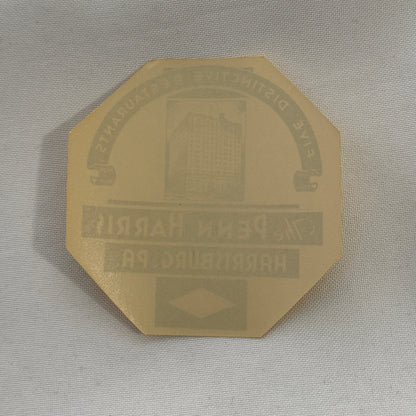 FIVE DISTINCTIVE RESTAURANTS
The PENN HARRIS
HARRISBURG, PA.